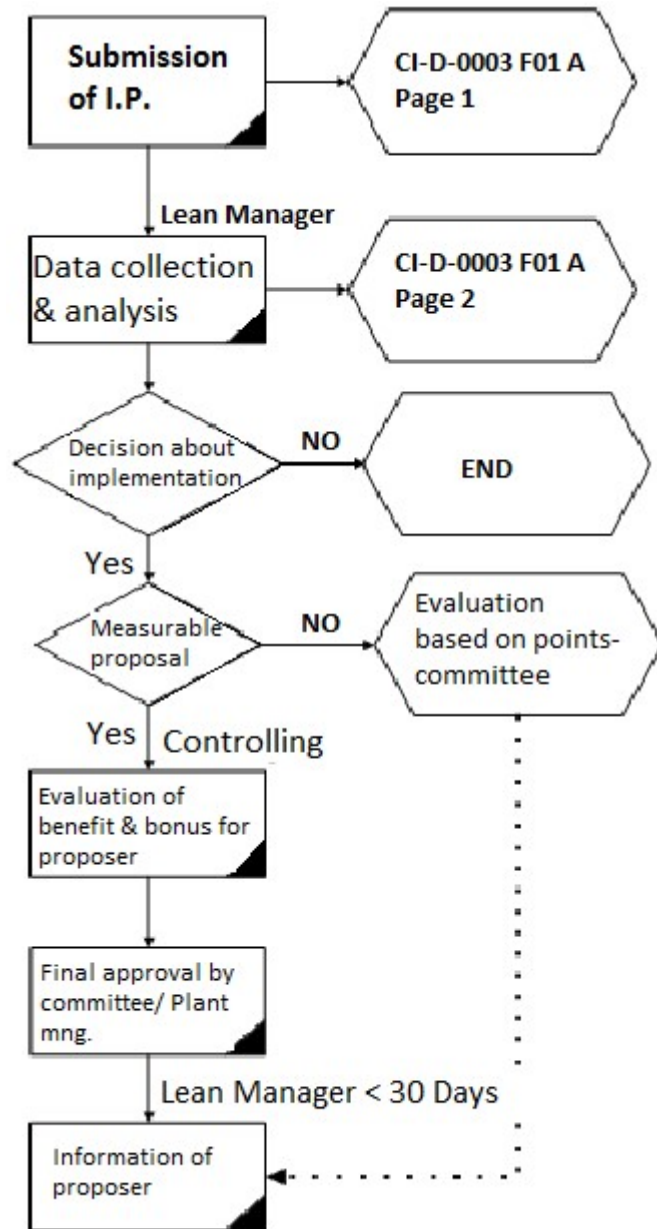 Submission
of I.P.
CI-D-0003 F01 A
Page 1
Lean Manager
Data collection
& analysis
CI-D-0003 F01 A
Page 2
Decision about
implementation
NO
END
Yes
Measurable
proposal
NO
Evaluation
based on points-
committee
Yes
Controlling
Evaluation of
benefit & bonus for
proposer
Final approval by
committee/ Plant
mng.
Lean Manager < 30 Days
Information of
proposer